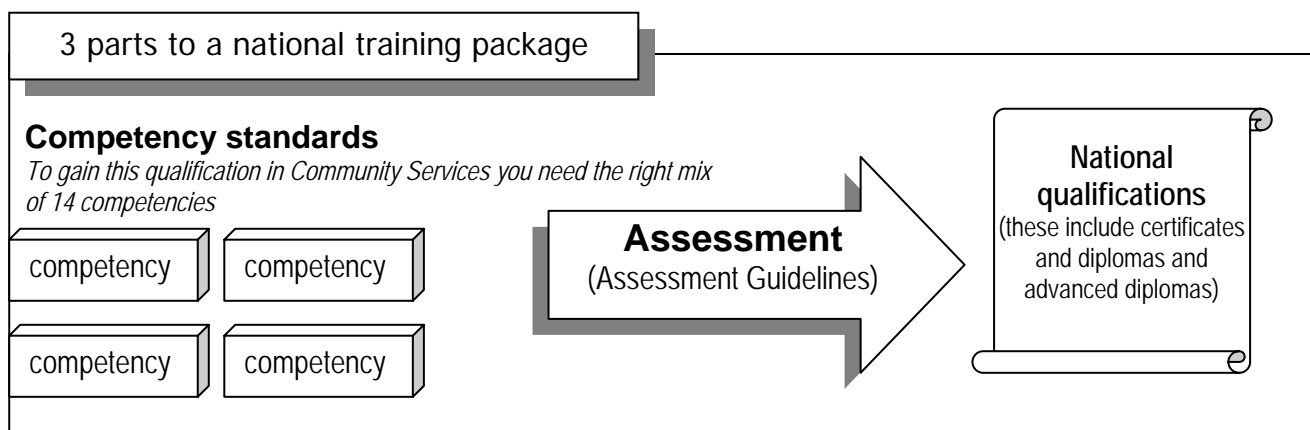 3 parts to a national training package
Competency standards
To gain this qualification in Community Services you need the right mix
of 14 competencies
competency
competency
competency
competency
Assessment
(Assessment Guidelines)
National
qualifications
(these include certificates
and diplomas and
advanced diplomas)